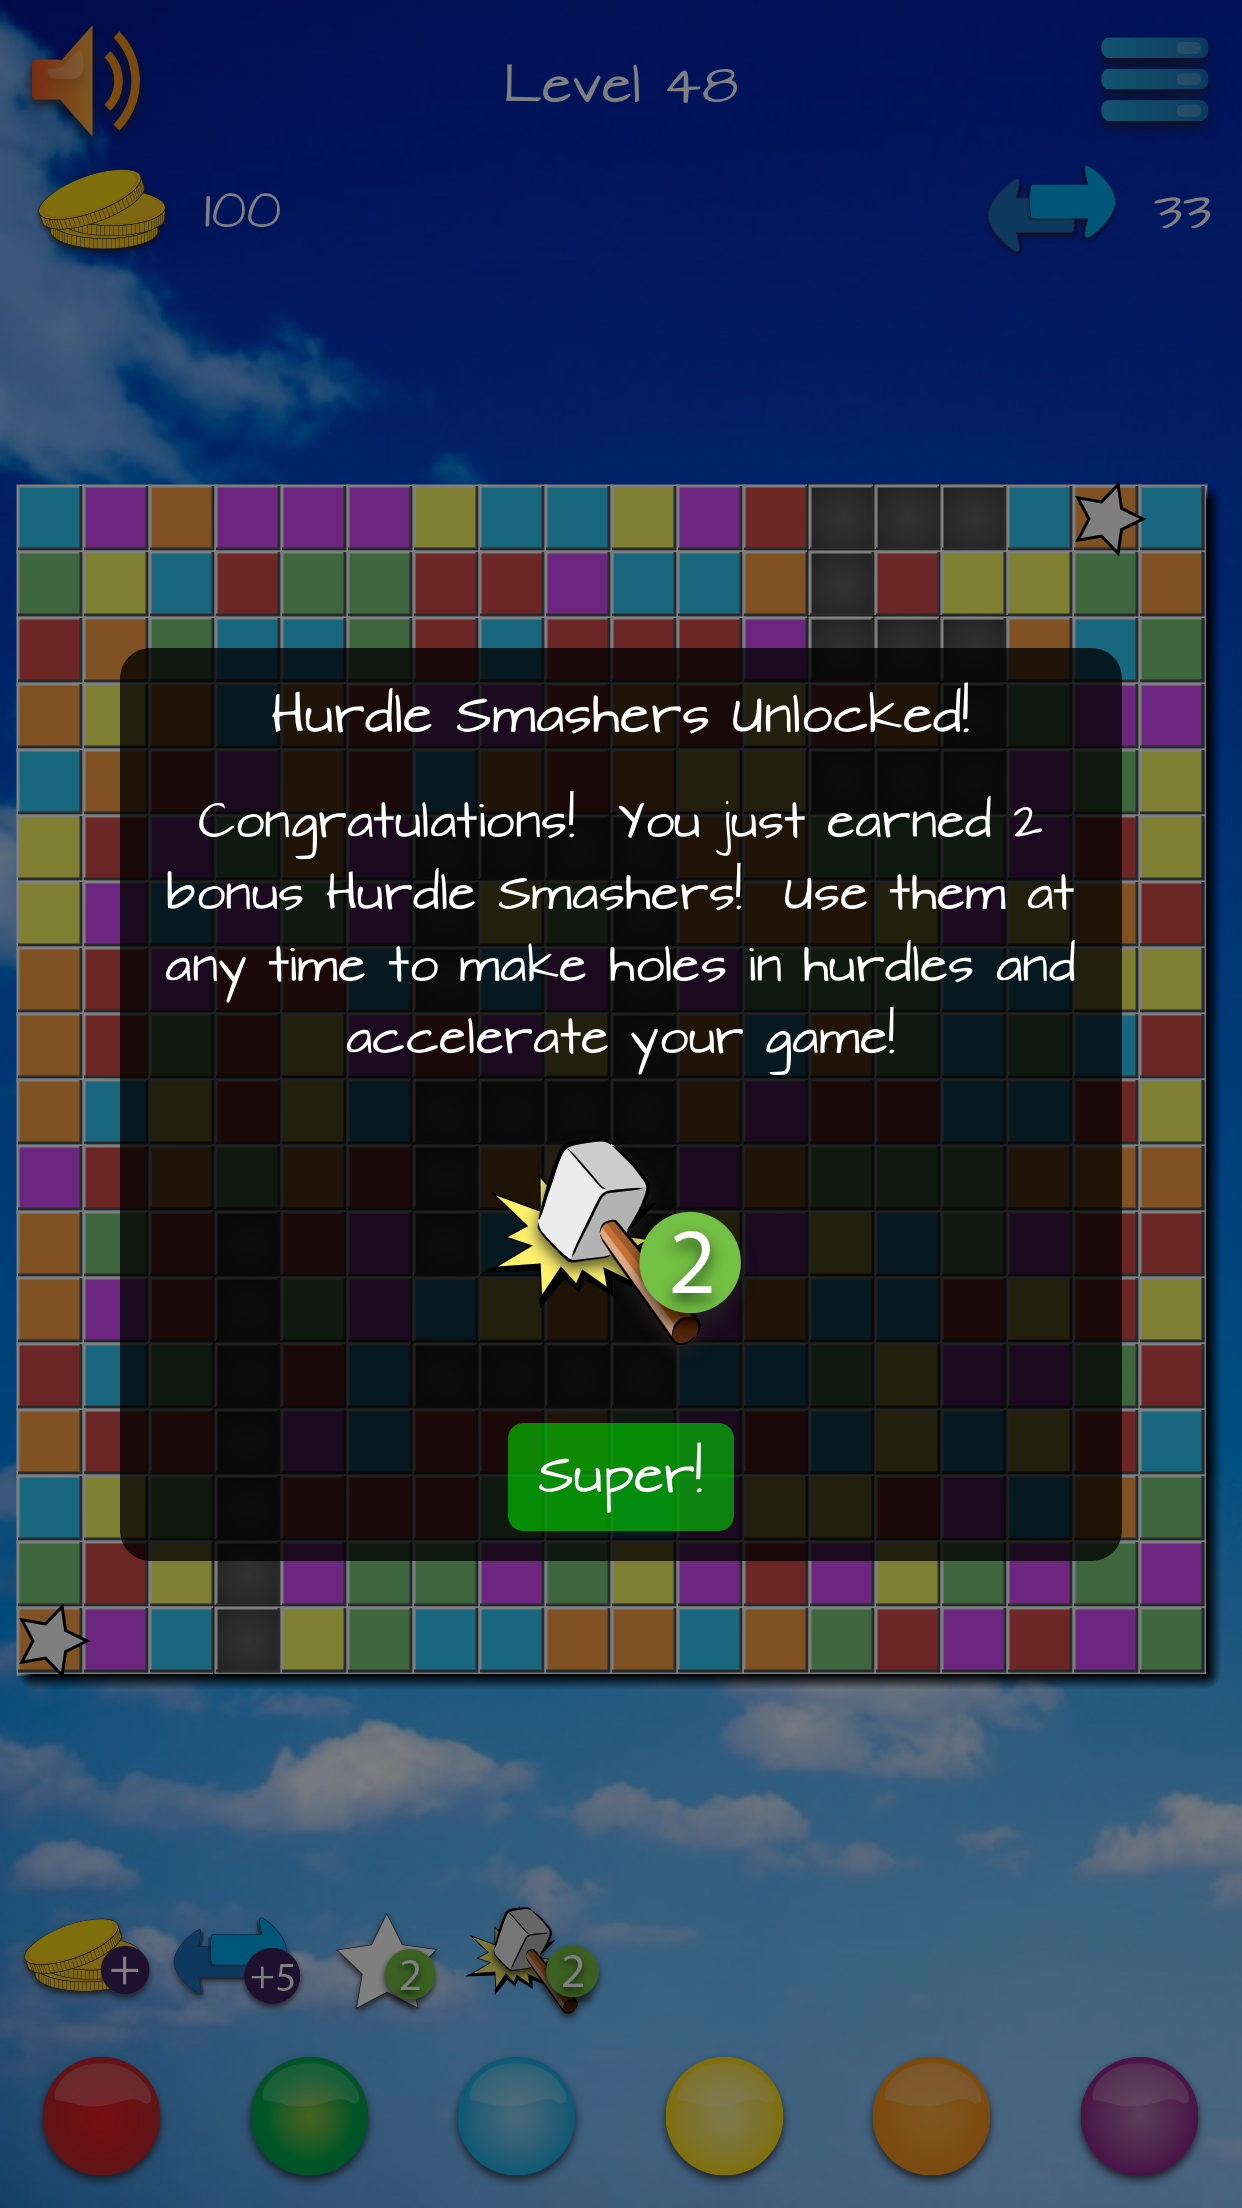 Level 48
100
33
Hurdle Smashers Unlocked!
Congratulations! You just earned 2
bonus Hurdle Smashers! Use them at
any time to make holes in hurdles and
accelerate your game!
2
Super!
+
+5
2
2